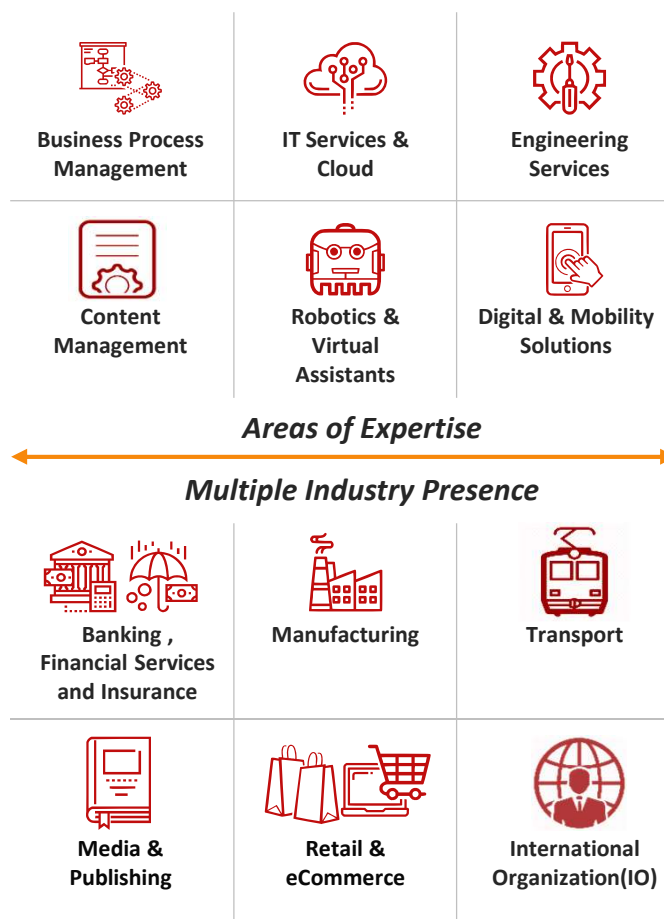 Business Process
Management
IT Services &
Cloud
Engineering
Services
Content
Management
Robotics &
Virtual
Assistants
Digital & Mobility
Solutions
Areas of Expertise
Multiple Industry Presence
Banking ,
Financial Services
and Insurance
Manufacturing
Transport
Media &
Publishing
Retail &
eCommerce
International
Organization(IO)